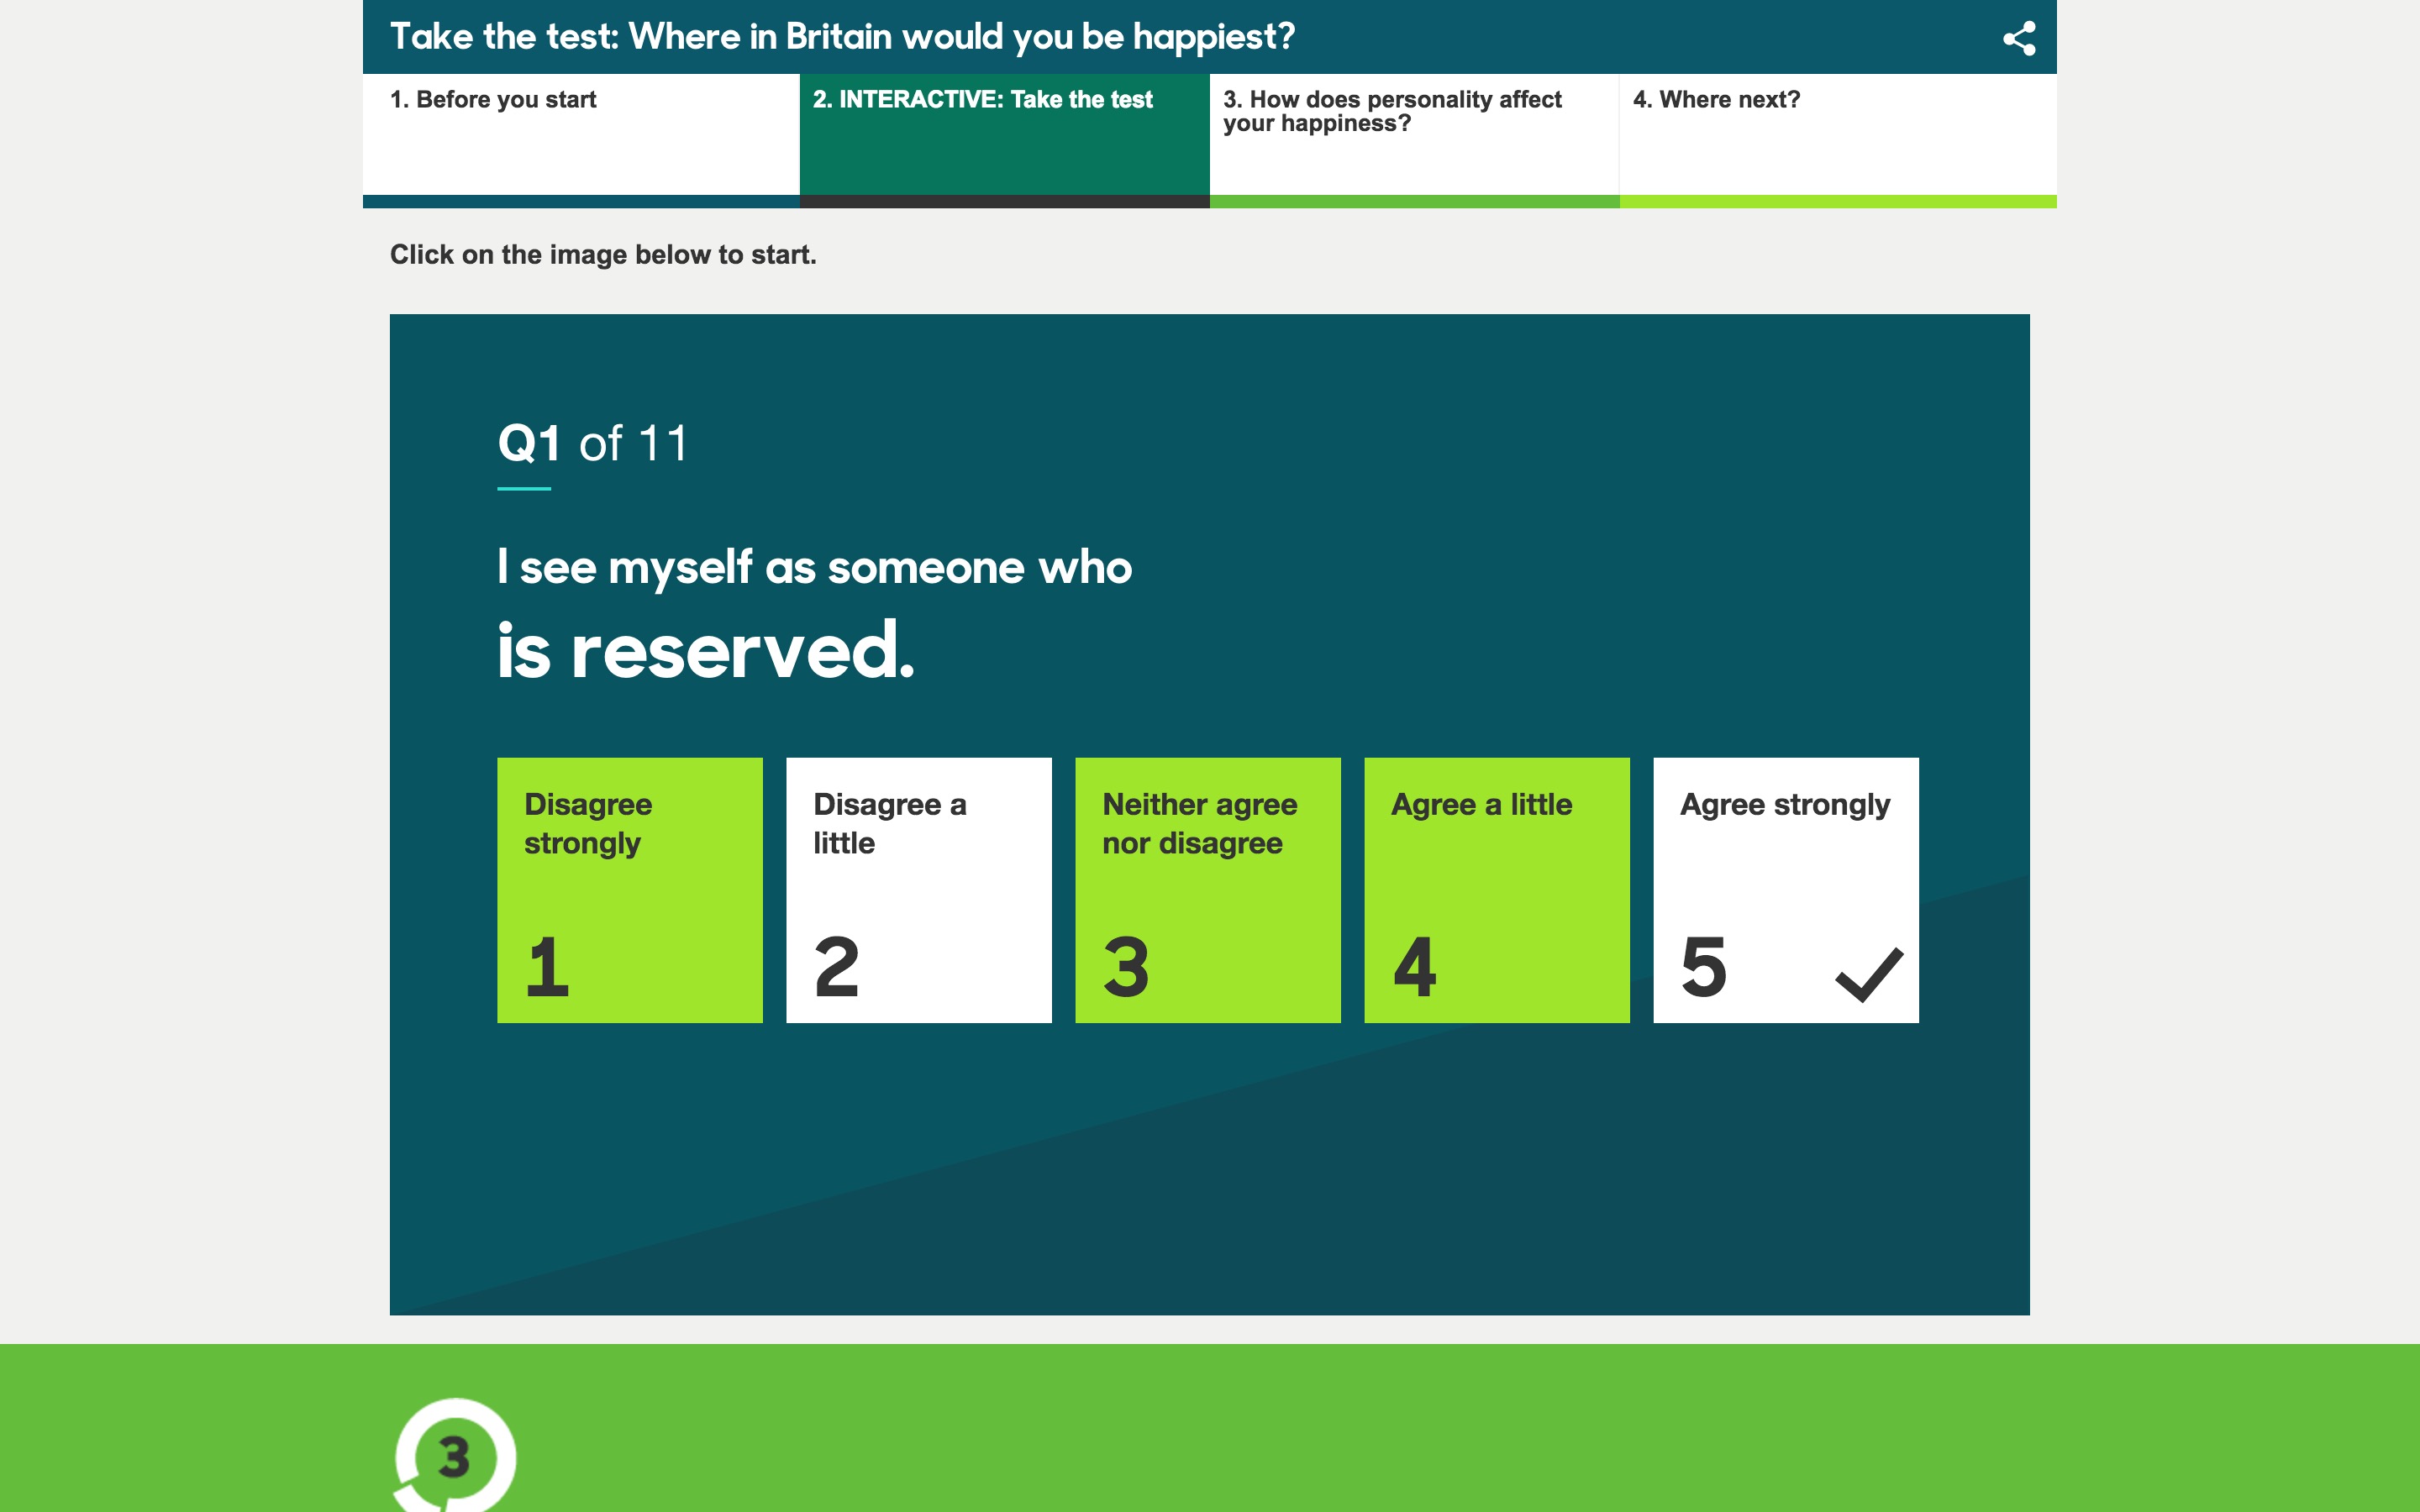 Take the test: Where in Britain would you be happiest?
1. Before you start
2. INTERACTIVE: Take the test
3. How does personality affect
your happiness?
4. Where next?
Click on the image below to start.
Q1 of 11
I see myself as someone who
is reserved.
Disagree
strongly
1
Disagree a
little
2
Neither agree
nor disagree
3
Agree a little
4
Agree strongly
5
3